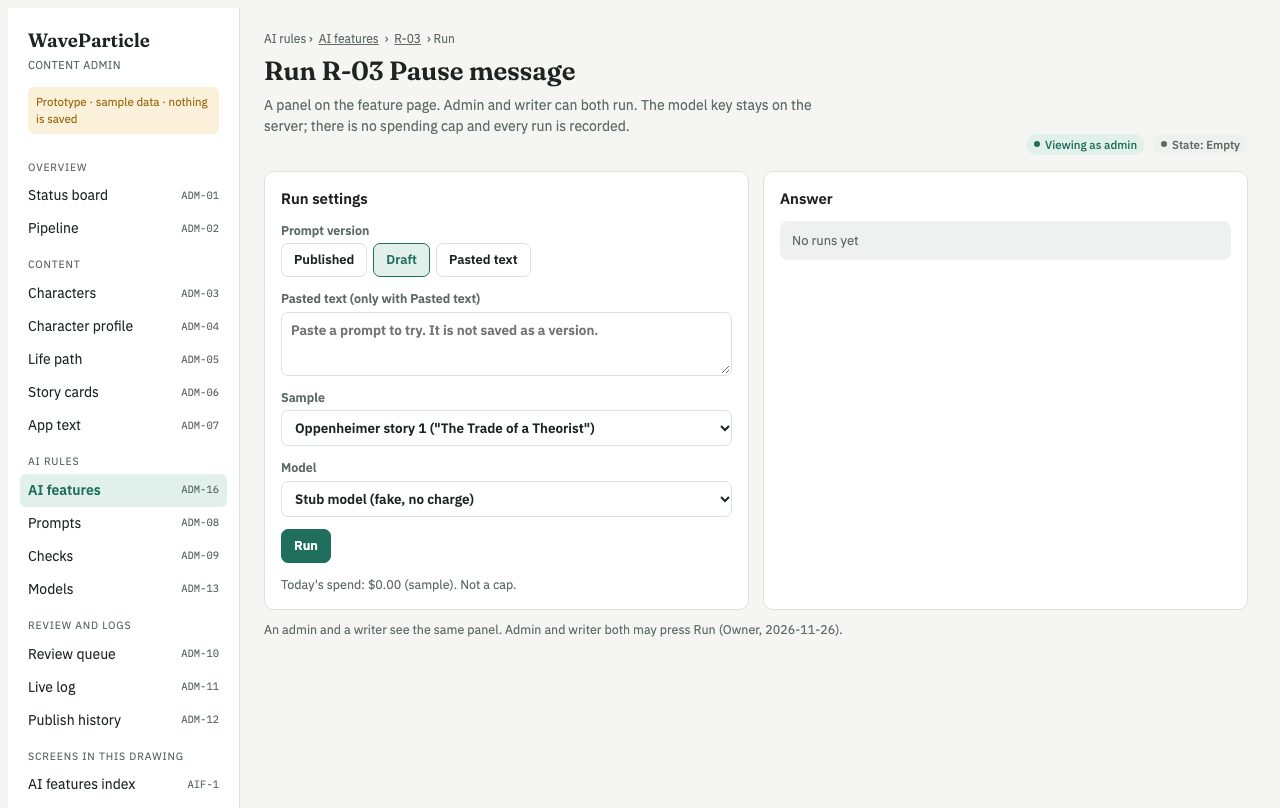 WaveParticle
CONTENT ADMIN
Prototype · sample data · nothing
is saved
OVERVIEW
Status board ADM-01
Pipeline ADM-02
CONTENT
Characters ADM-03
Character profile ADM-04
Life path ADM-05
Story cards ADM-06
App text ADM-07
AI RULES
AI features ADM-16
Prompts ADM-08
Checks ADM-09
Models ADM-13
REVIEW AND LOGS
Review queue ADM-10
Live log ADM-11
Publish history ADM-12
SCREENS IN THIS DRAWING
AI features index AIF-1
AI rules › AI features › R-03 › Run
Run R-03 Pause message
A panel on the feature page. Admin and writer can both run. The model key stays on the
server; there is no spending cap and every run is recorded.
Viewing as admin State: Empty
Run settings
Prompt version
Published Draft Pasted text
Pasted text (only with Pasted text)
Paste a prompt to try. It is not saved as a version.
Sample
Oppenheimer story 1 ("The Trade of a Theorist")
Model
Stub model (fake, no charge)
Run
Today's spend: $0.00 (sample). Not a cap.
Answer
No runs yet
An admin and a writer see the same panel. Admin and writer both may press Run (Owner, 2026-11-26).